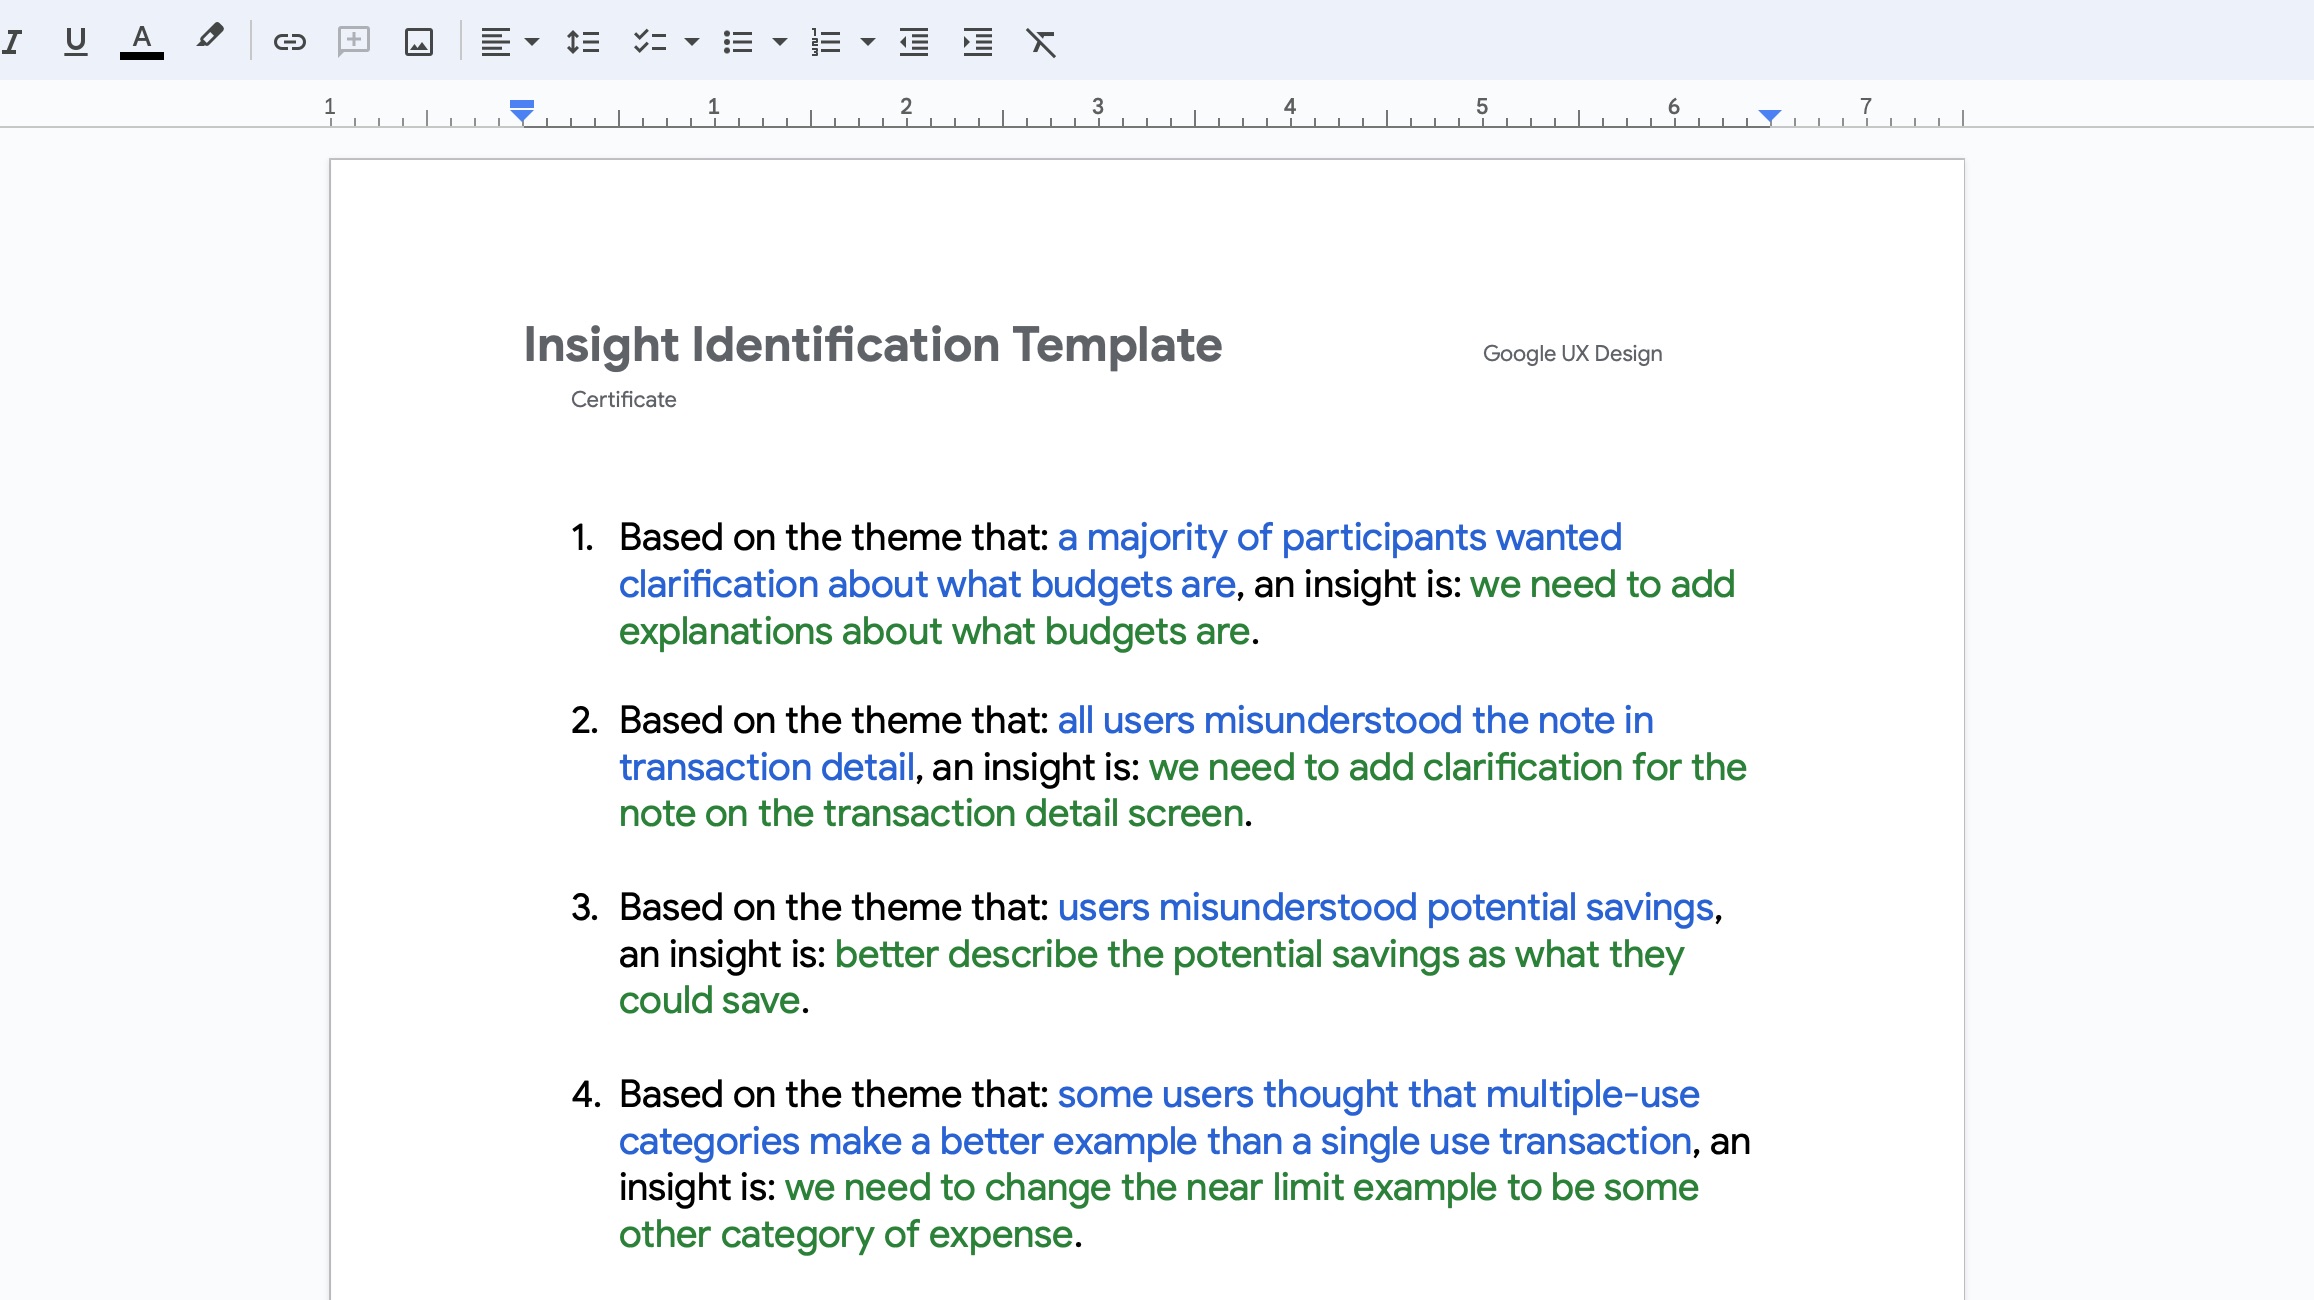 I U A
1 1 2 3 4 5 6 7
Insight Identification Template Google UX Design
Certificate
1. Based on the theme that: a majority of participants wanted
clarification about what budgets are, an insight is: we need to add
explanations about what budgets are.
2. Based on the theme that: all users misunderstood the note in
transaction detail, an insight is: we need to add clarification for the
note on the transaction detail screen.
3. Based on the theme that: users misunderstood potential savings,
an insight is: better describe the potential savings as what they
could save.
4. Based on the theme that: some users thought that multiple-use
categories make a better example than a single use transaction, an
insight is: we need to change the near limit example to be some
other category of expense.